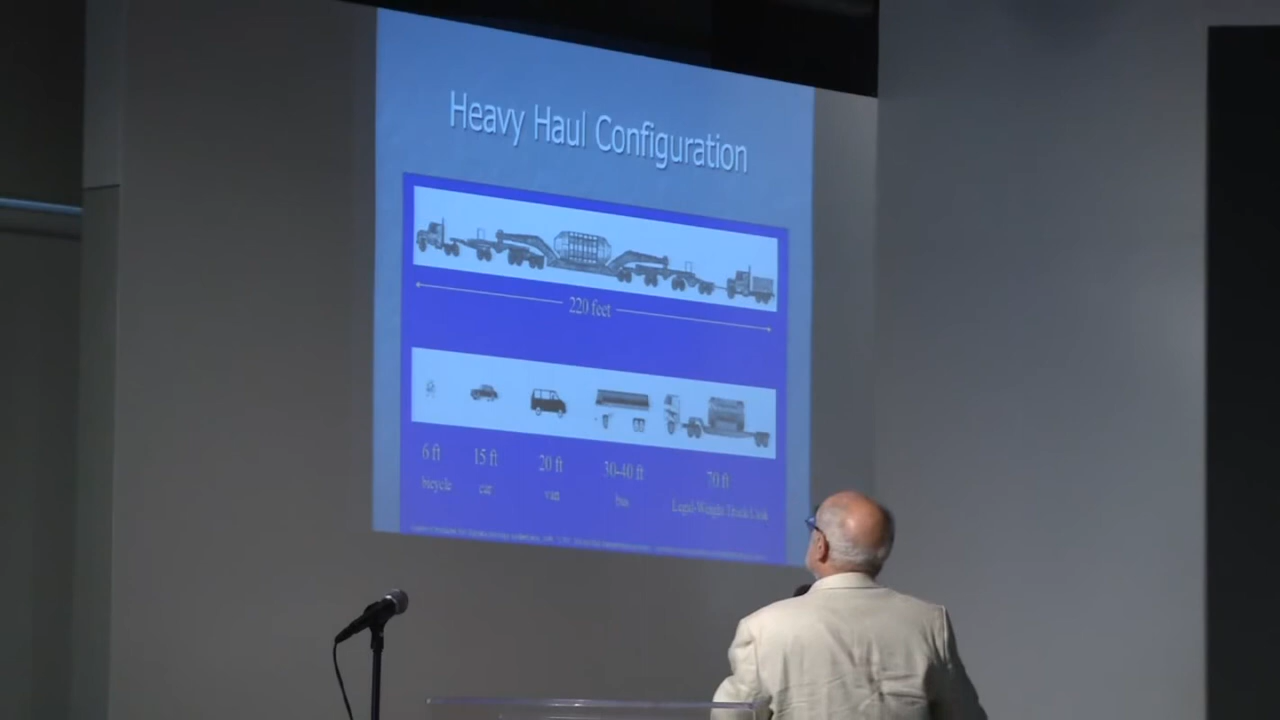 Heavy Haul Configuration
220 feet
6 ft 15 ft 20 ft 30-40 ft 70 ft
bicycle car van bus Legal-Weight Truck